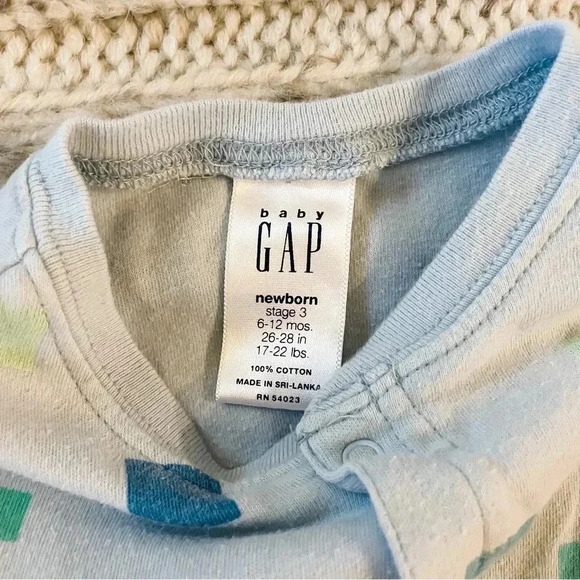 baby
GAP
newborn
stage 3
6-12 mos.
26-28 in
17-22 lbs.
100% COTTON
MADE IN SRI-LANKA
RN 54023